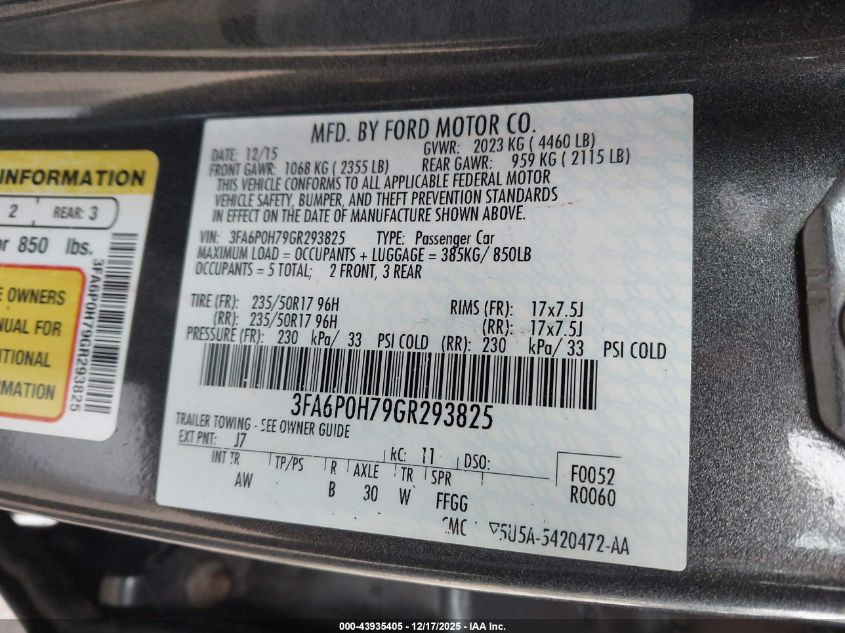 INFORMATION
2 REAR: 3
or 850 lbs.
E OWNERS
NUAL FOR
ITIONAL
RMATION
3FA6P0H79GR293825
MFD. BY FORD MOTOR CO.
DATE: 12/15 GVWR: 2023 KG ( 4460 LB)
FRONT GAWR: 1068 KG ( 2355 LB) REAR GAWR: 959 KG ( 2115 LB)
THIS VEHICLE CONFORMS TO ALL APPLICABLE FEDERAL MOTOR
VEHICLE SAFETY, BUMPER, AND THEFT PREVENTION STANDARDS
IN EFFECT ON THE DATE OF MANUFACTURE SHOWN ABOVE.
VIN: 3FA6P0H79GR293825 TYPE: Passenger Car
MAXIMUM LOAD = OCCUPANTS + LUGGAGE = 385KG/ 850LB
OCCUPANTS = 5 TOTAL; 2 FRONT, 3 REAR
TIRE (FR): 235/50R17 96H RIMS (FR): 17x7.5J
(RR): 235/50R17 96H (RR): 17x7.5J
PRESSURE (FR): 230 kPa/ 33 PSI COLD (RR): 230 kPa/ 33 PSI COLD
3FA6P0H79GR293825
TRAILER TOWING - SEE OWNER GUIDE
EXT PNT: J7 RC: 11 DSO: F0052
INT TR TP/PS R AXLE TR SPR R0060
AW B 30 W FFGG
5U5A-5420472-AA
000-43935405 - 12/17/2025 - IAA Inc.